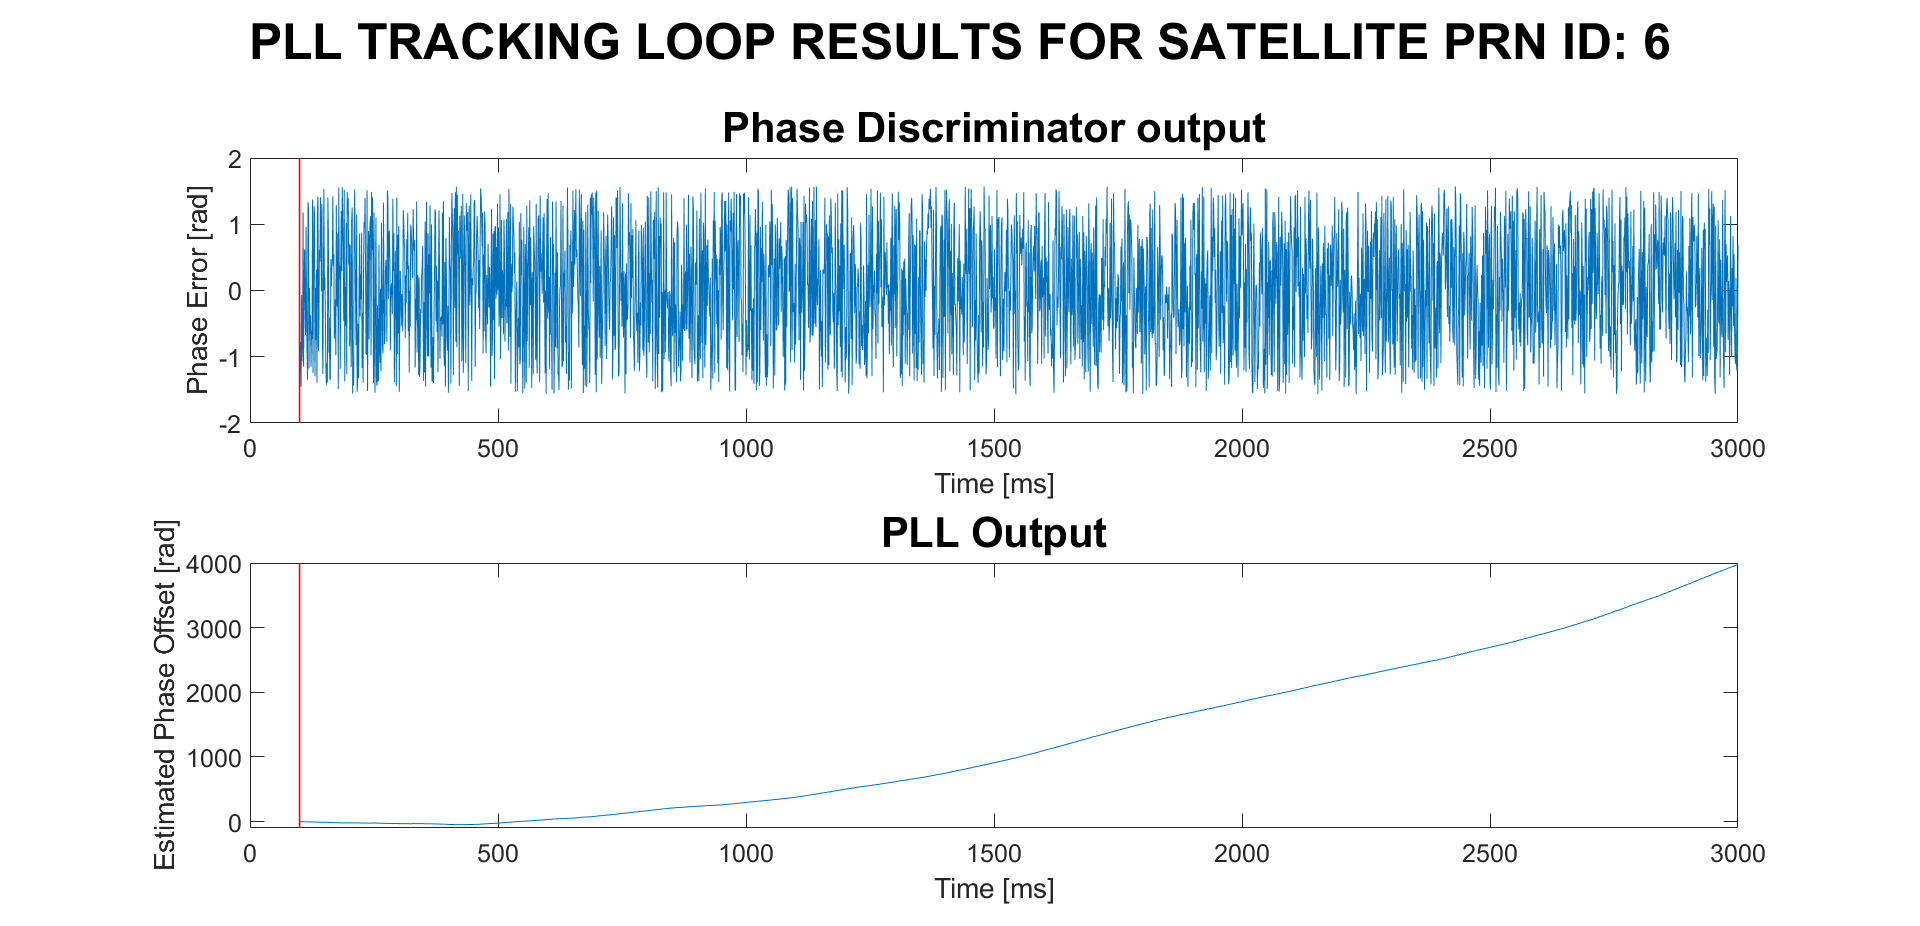 PLL TRACKING LOOP RESULTS FOR SATELLITE PRN ID: 6
Phase Discriminator output
Phase Error [rad]
2
1
0
-1
-2
0 500 1000 1500 2000 2500 3000
Time [ms]
PLL Output
Estimated Phase Offset [rad]
4000
3000
2000
1000
0
0 500 1000 1500 2000 2500 3000
Time [ms]